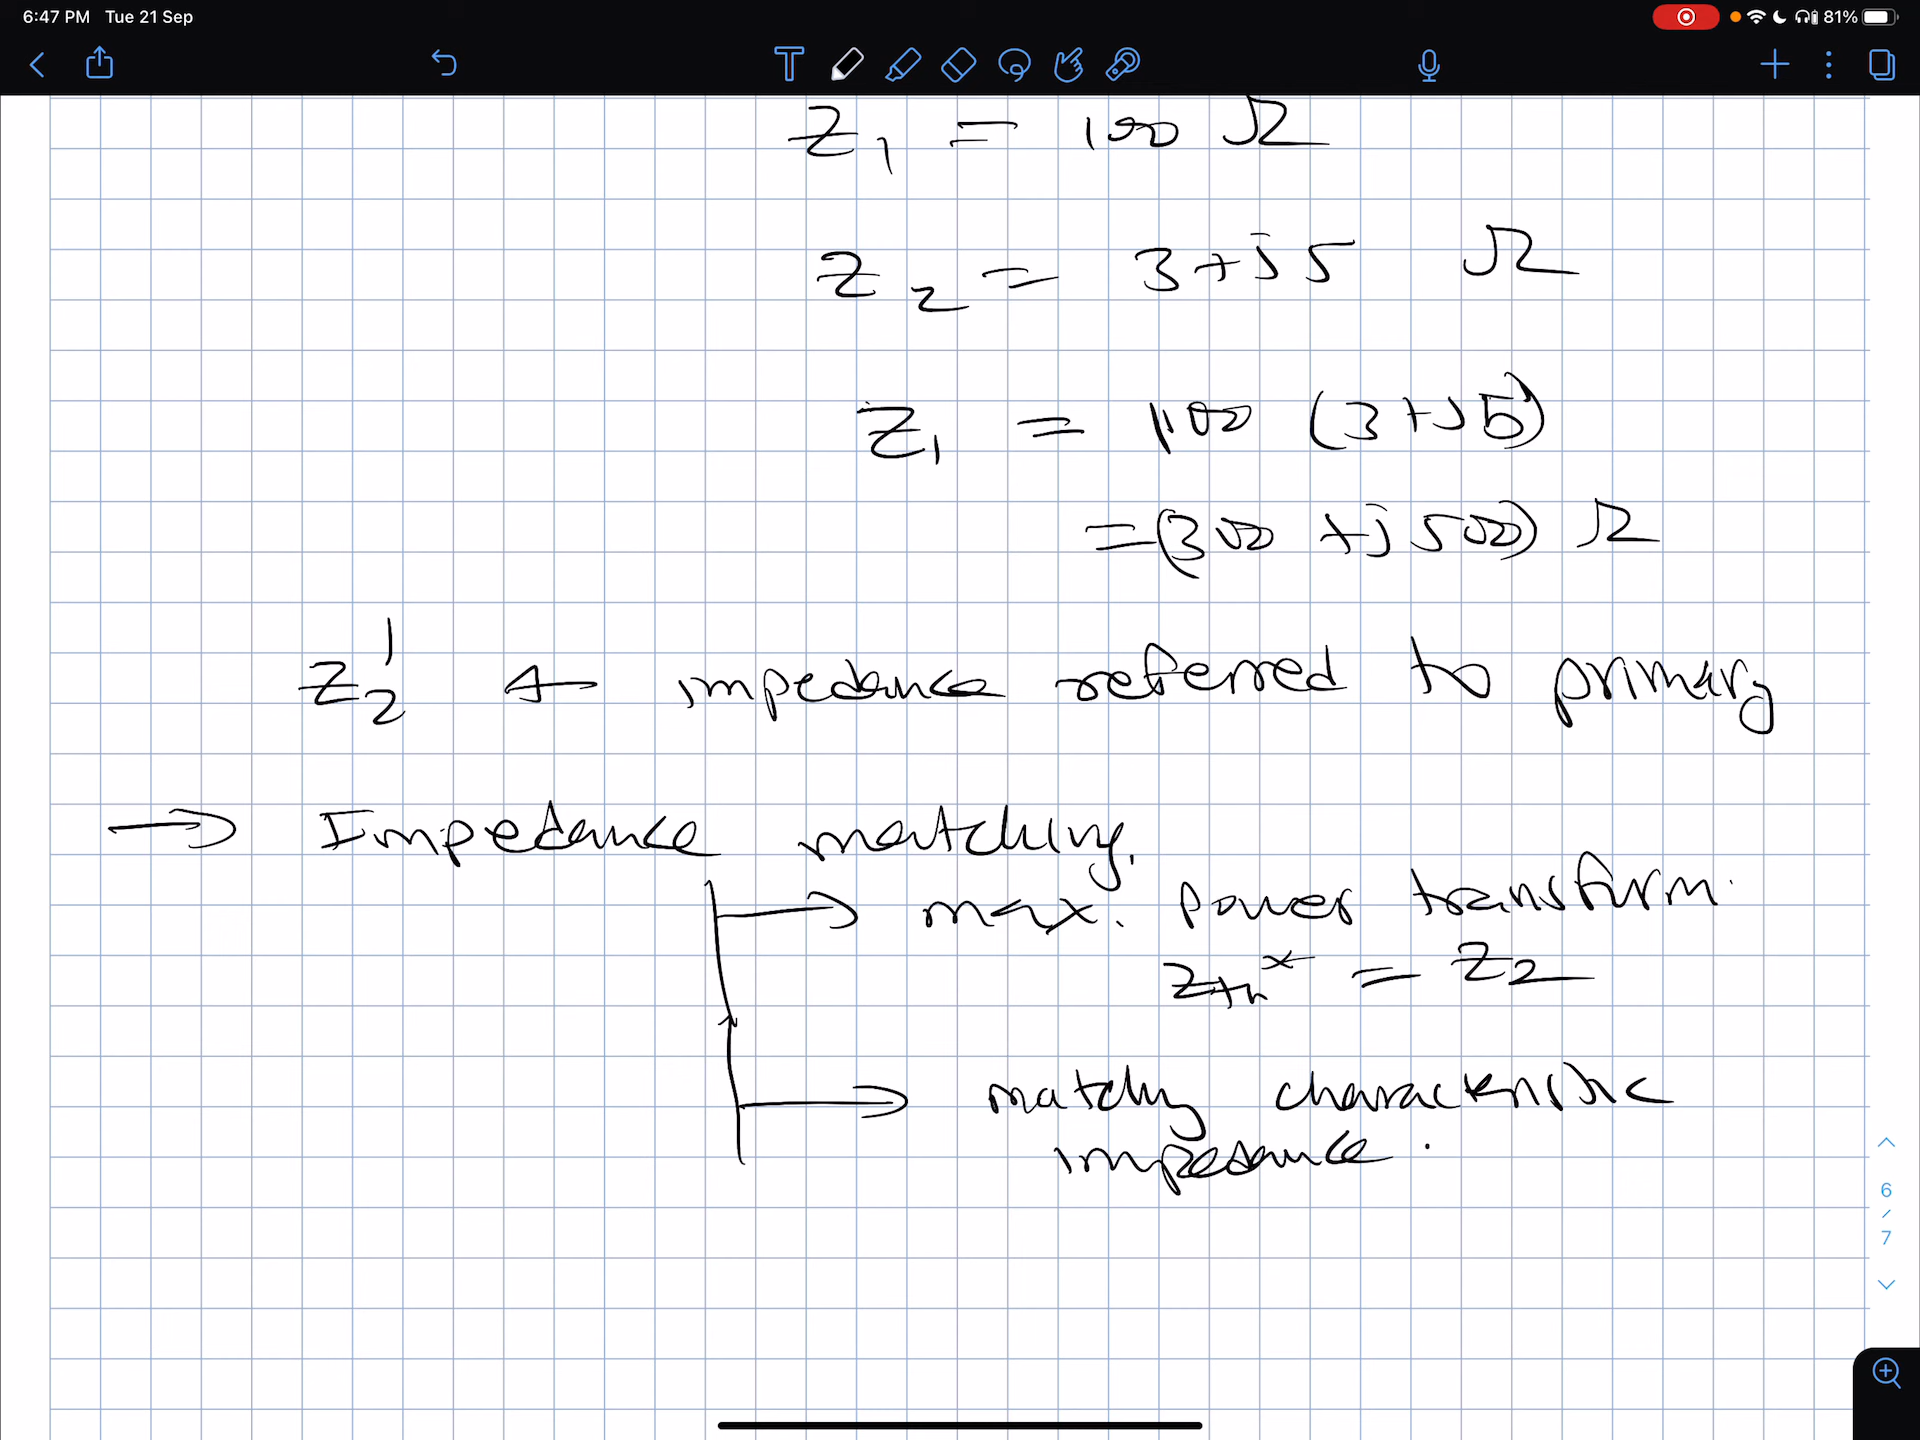 6:47 PM Tue 21 Sep
81%
Z₁ = 100 Ω
Z₂ = 3+j5 Ω
Z₁ = 100 (3+j5)
=(300 +j500) Ω
Z₂' ← impedance referred to primary
→ Impedance matching.
→ max. power transform.
Zth* = Z2
→ matching characteristic
impedance.
6
/
7